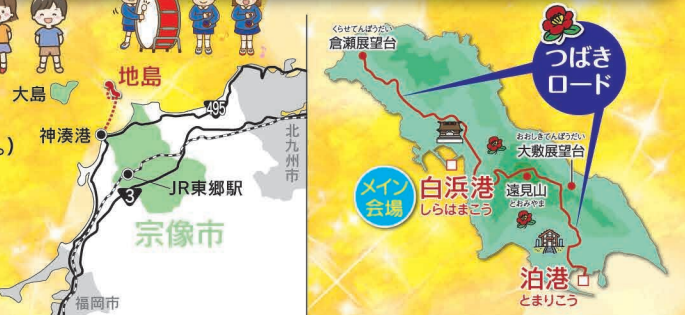 地島
大島
495
神湊港
。)
北九州市
JR東郷駅
3
宗像市
福岡市
くらせてんぼうだい
倉瀬展望台
つばき
ロード
おおしきてんぼうだい
大敷展望台
メイン
会場
白浜港
しらはまこう
遠見山
とおみやま
泊港
とまりこう